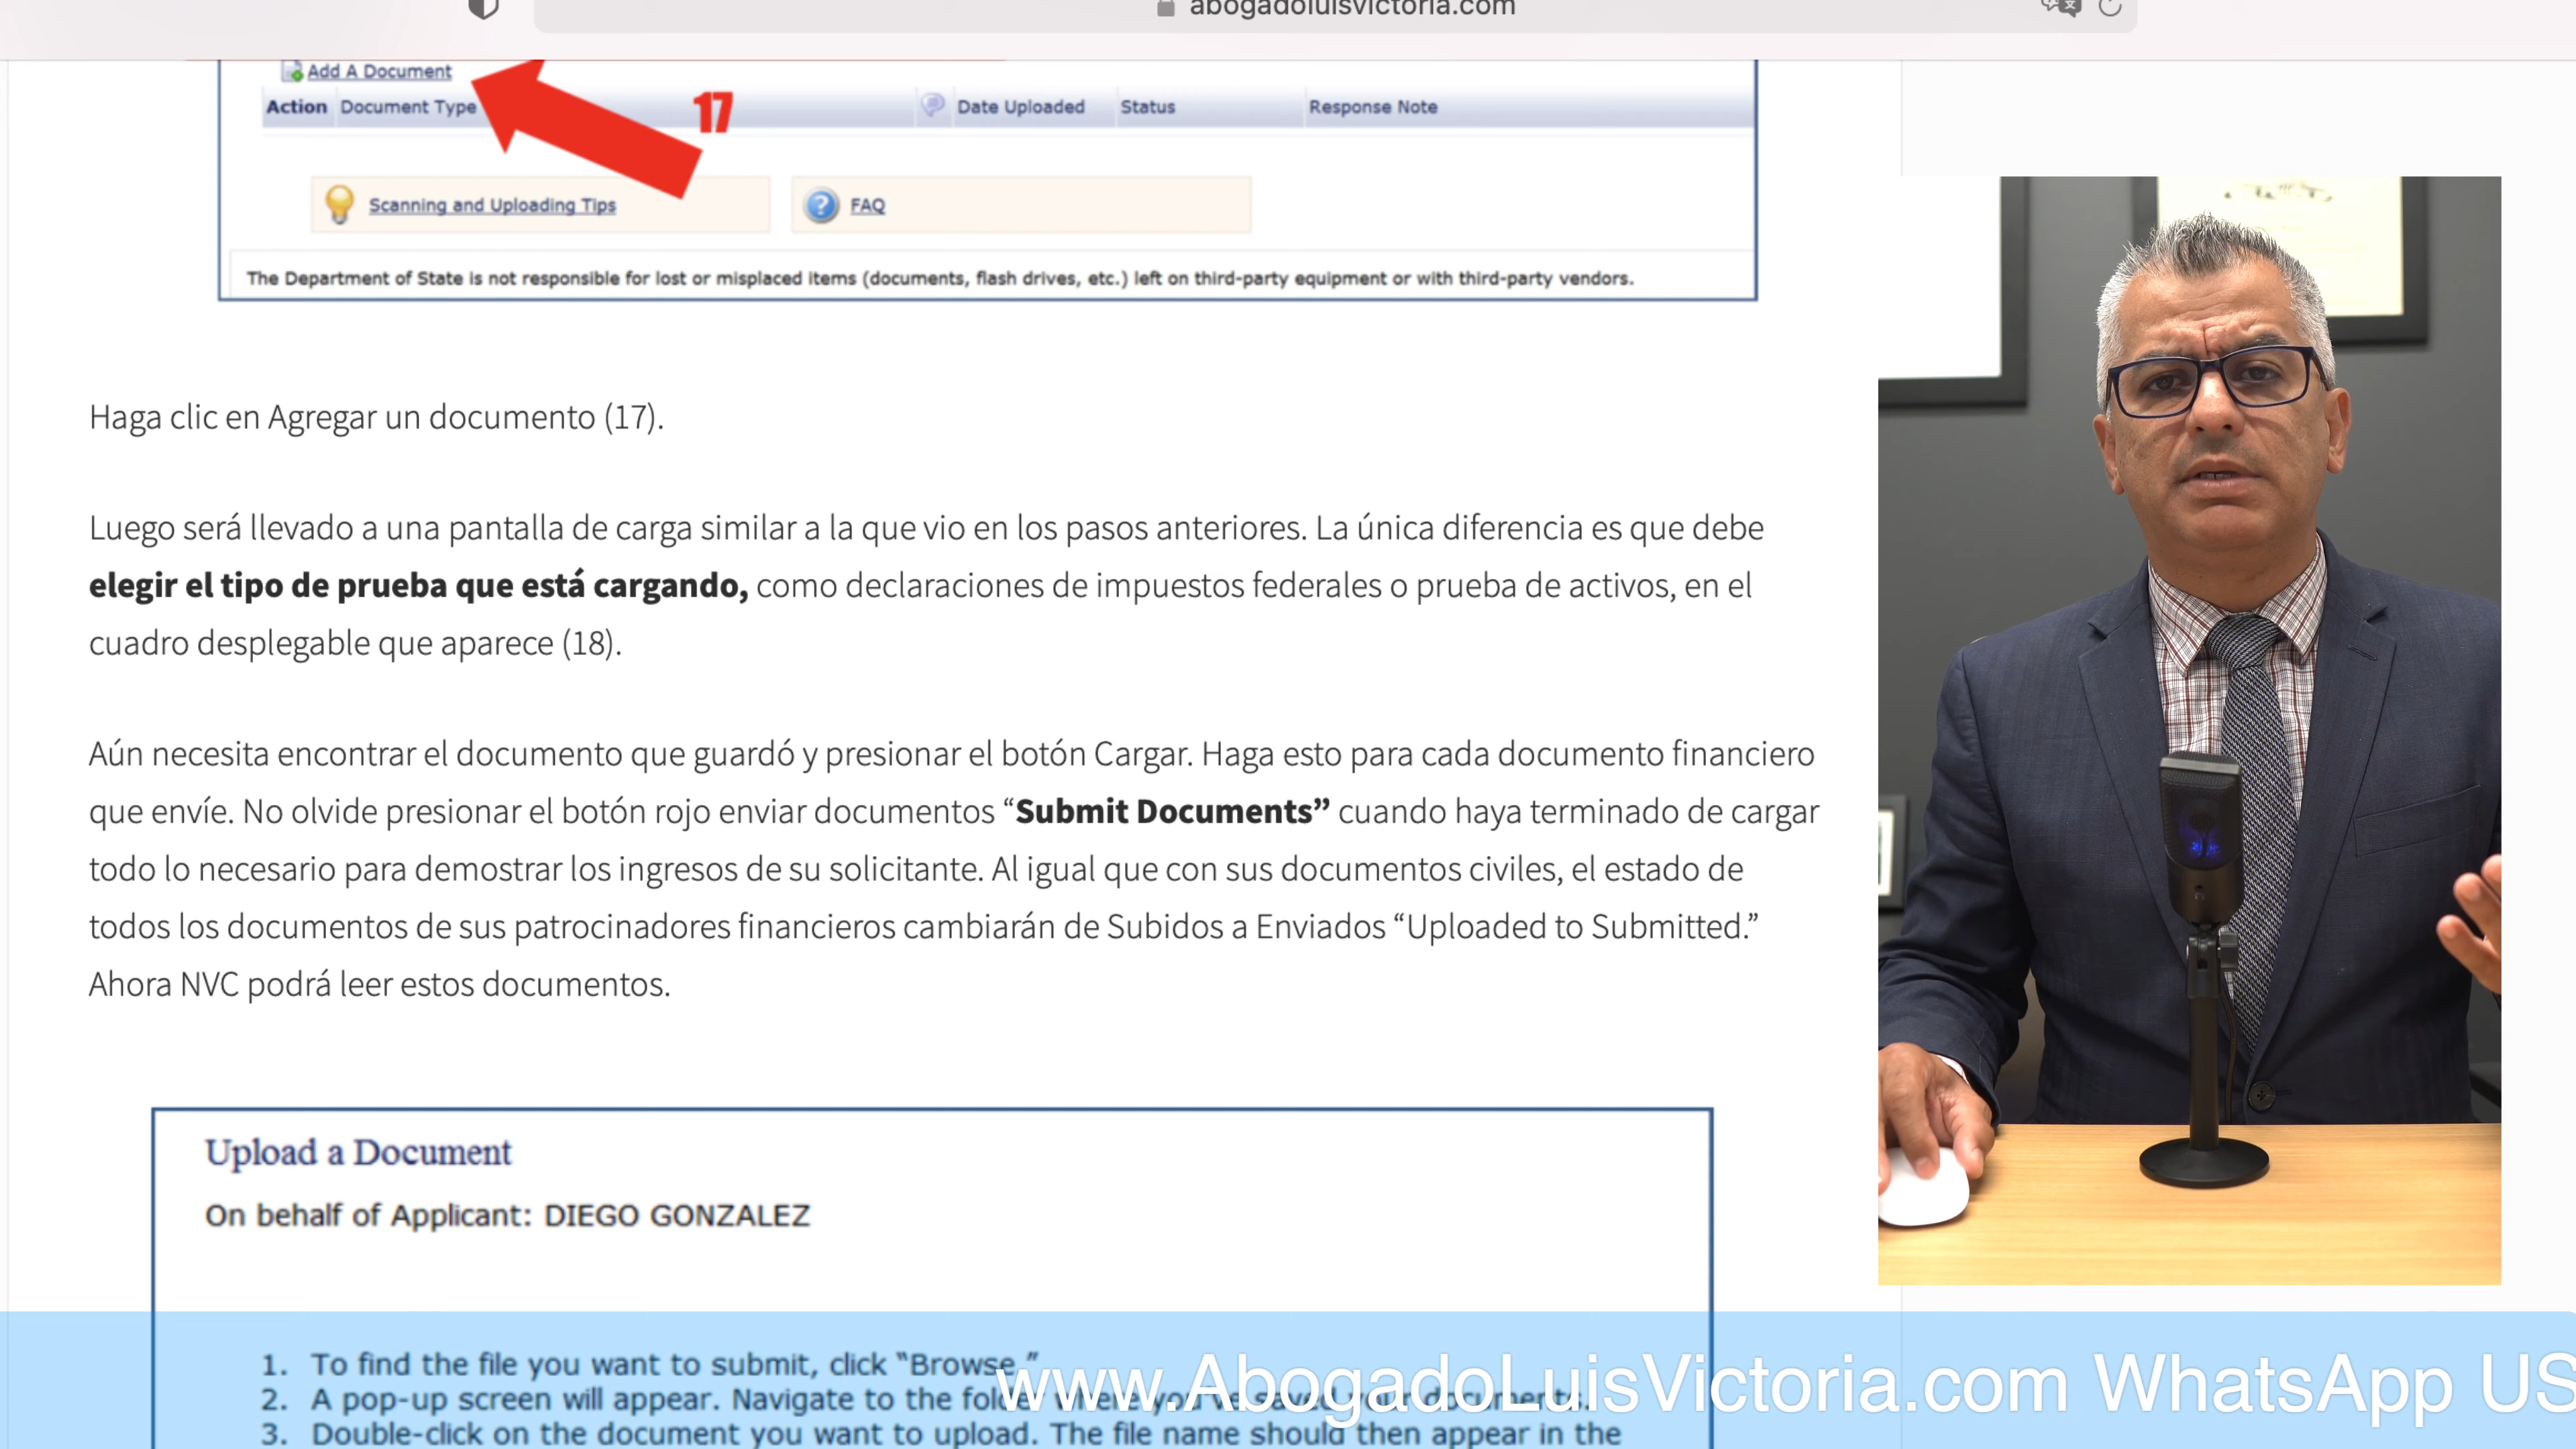 abogadoluisvictoria.com
Add A Document
17
Action Document Type Date Uploaded Status Response Note
Scanning and Uploading Tips FAQ
The Department of State is not responsible for lost or misplaced items (documents, flash drives, etc.) left on third-party equipment or with third-party vendors.
Haga clic en Agregar un documento (17).
Luego será llevado a una pantalla de carga similar a la que vio en los pasos anteriores. La única diferencia es que debe
elegir el tipo de prueba que está cargando, como declaraciones de impuestos federales o prueba de activos, en el
cuadro desplegable que aparece (18).
Aún necesita encontrar el documento que guardó y presionar el botón Cargar. Haga esto para cada documento financiero
que envíe. No olvide presionar el botón rojo enviar documentos “Submit Documents” cuando haya terminado de cargar
todo lo necesario para demostrar los ingresos de su solicitante. Al igual que con sus documentos civiles, el estado de
todos los documentos de sus patrocinadores financieros cambiarán de Subidos a Enviados “Uploaded to Submitted.”
Ahora NVC podrá leer estos documentos.
Upload a Document
On behalf of Applicant: DIEGO GONZALEZ
1. To find the file you want to submit, click “Browse.”
2. A pop-up screen will appear. Navigate to the folder where you've saved your documents.
3. Double-click on the document you want to upload. The file name should then appear in the
www.AbogadoLuisVictoria.com WhatsApp US